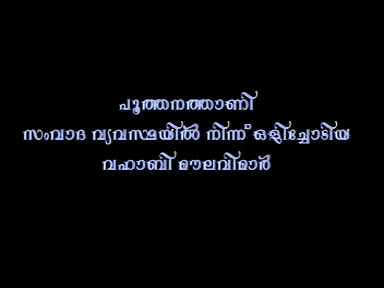 പുത്തനത്താണി
സംവാദ വ്യവസ്ഥയിൽ നിന്ന് ഒളിച്ചോടിയ
വഹാബി മൗലവിമാർ